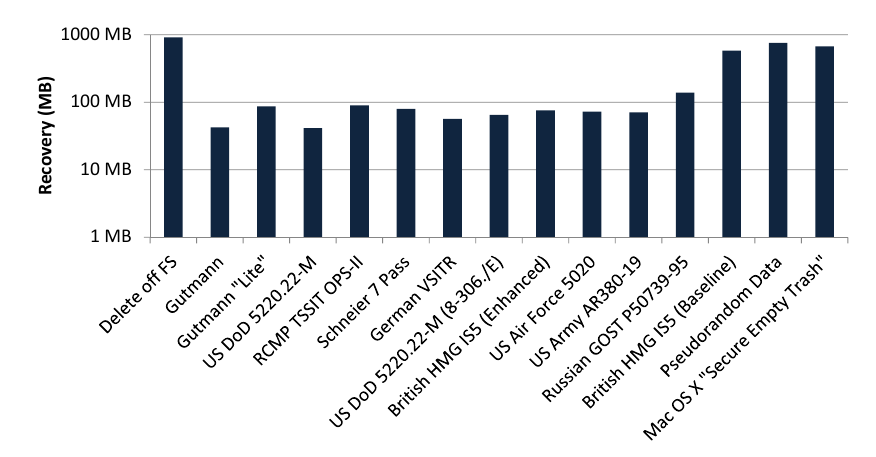 1000 MB
100 MB
10 MB
1 MB
Recovery (MB)
Delete off FS
Gutmann
Gutmann "Lite"
US DoD 5220.22-M
RCMP TSSIT OPS-II
Schneier 7 Pass
German VSITR
US DoD 5220.22-M (8-306./E)
British HMG IS5 (Enhanced)
US Air Force 5020
US Army AR380-19
Russian GOST P50739-95
British HMG IS5 (Baseline)
Pseudorandom Data
Mac OS X "Secure Empty Trash"